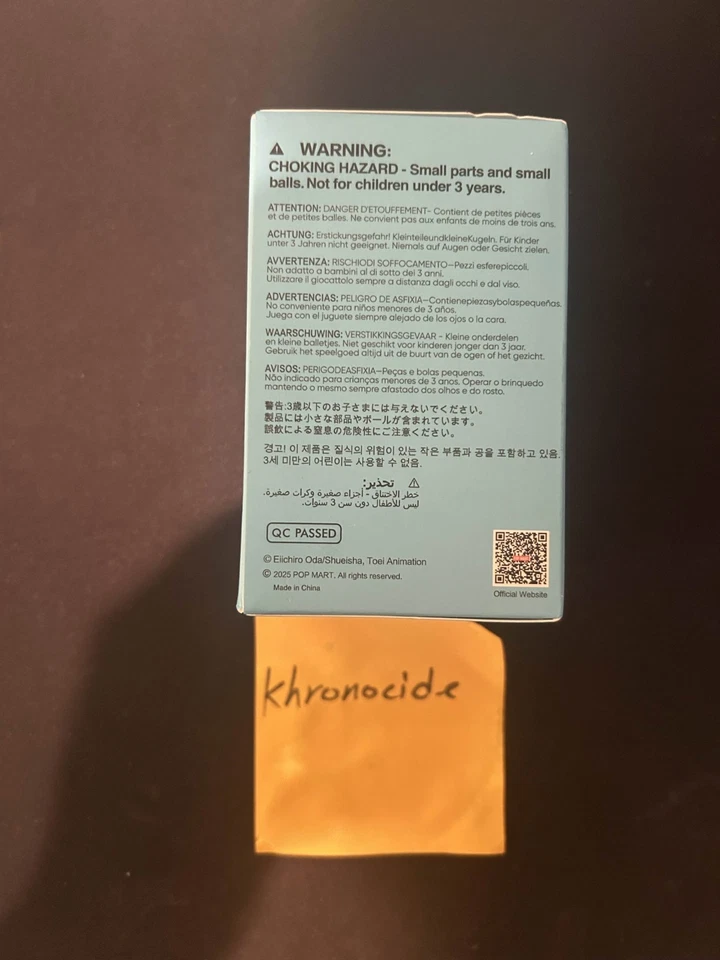 ⚠ WARNING:
CHOKING HAZARD - Small parts and small
balls. Not for children under 3 years.
ATTENTION: DANGER D'ETOUFFEMENT- Contient de petites pièces
et de petites balles. Ne convient pas aux enfants de moins de trois ans.
ACHTUNG: Erstickungsgefahr! KleinteileundkleineKugeln. Für Kinder
unter 3 Jahren nicht geeignet. Niemals auf Augen oder Gesicht zielen.
AVVERTENZA: RISCHIODI SOFFOCAMENTO—Pezzi esferepiccoli.
Non adatto a bambini al di sotto dei 3 anni.
Utilizzare il giocattolo sempre a distanza dagli occhi e dal viso.
ADVERTENCIAS: PELIGRO DE ASFIXIA—Contienepiezasybolaspequeñas.
No conveniente para niños menores de 3 años.
Juega con el juguete siempre alejado de los ojos o la cara.
WAARSCHUWING: VERSTIKKINGSGEVAAR - Kleine onderdelen
en kleine balletjes. Niet geschikt voor kinderen jonger dan 3 jaar.
Gebruik het speelgoed altijd uit de buurt van de ogen of het gezicht.
AVISOS: PERIGODEASFIXIA—Peças e bolas pequenas.
Não indicado para crianças menores de 3 anos. Operar o brinquedo
mantendo o mesmo sempre afastado dos olhos e do rosto.
警告:3歳以下のお子さまには与えないでください。
製品には小さな部品やボールが含まれています。
誤飲による窒息の危険性にご注意ください。
경고! 이 제품은 질식의 위험이 있는 작은 부품과 공을 포함하고 있음.
3세 미만의 어린이는 사용할 수 없음.
⚠ تحذير:
خطر الاختناق - أجزاء صغيرة وكرات صغيرة.
ليس للأطفال دون سن 3 سنوات.
QC PASSED
© Eiichiro Oda/Shueisha, Toei Animation
© 2025 POP MART. All rights reserved.
Made in China
Official Website
khronocide